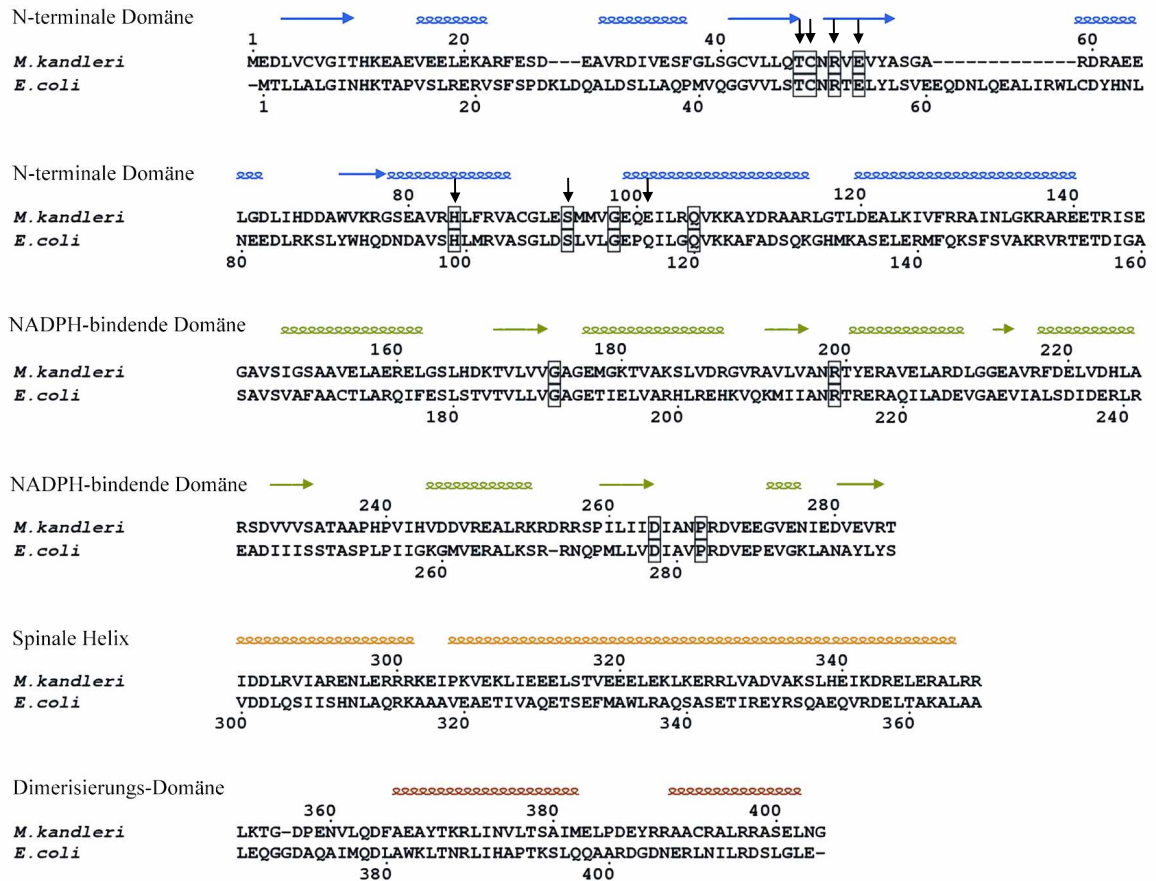 N-terminale Domäne
1 20 40 60
M.kandleri MEDLVCVGITHKEAEVEELEKARFESD---EAVRDIVESFGLSGCVLLQTCNRVEVYASGA-------------RDRAEE
E.coli -MTLLALGINHKTAPVSLRERVSFSPDKLDQALDSLLAQPMVQGGVVLSTCNRTELYLSVEEQDNLQEALIRWLCDYHNL
1 20 40 60
N-terminale Domäne
80 100 120 140
M.kandleri LGDLIHDDAWVKRGSEAVRHLFRVACGLESMMVGEQEILRQVKKAYDRAARLGTLDEALKIVFRRAINLGKRAREETRISE
E.coli NEEDLRKSLYWHQDNDAVSHLMRVASGLDSLVLGEPQILGQVKKAFADSQKGHMKASELERMFQKSFSVAKRVRTETDIGA
80 100 120 140 160
NADPH-bindende Domäne
160 180 200 220
M.kandleri GAVSIGSAAVELAERELGSLHDKTVLVVGAGEMGKTVAKSLVDRGVRAVLVANRTYERAVELARDLGGEAVRFDELVDHLA
E.coli SAVSVAFAACTLARQIFESLSTVTVLLVGAGETIELVARHLREHKVQKMIIANRTRERAQILADEVGAEVIALSDIDERLR
180 200 220 240
NADPH-bindende Domäne
240 260 280
M.kandleri RSDVVVSATAAPHPVIHVDDVREALRKRDRRSPILIIDIANPRDVEEGVENIEDVEVRT
E.coli EADIIISSTASPLPIIGKGMVERALKSR-RNQPMLLVDIAVPRDVEPEVGKLANAYLYS
260 280
Spinale Helix
300 320 340
M.kandleri IDDLRVIARENLERRRKEIPKVEKLIEEELSTVEEELEKLKERRLVADVAKSLHEIKDRELERALRR
E.coli VDDLQSIISHNLAQRKAAAVEAETIVAQETSEFMAWLRAQSASETIREYRSQAEQVRDELTAKALAA
300 320 340 360
Dimerisierungs-Domäne
360 380 400
M.kandleri LKTG-DPENVLQDFAEAYTKRLINVLTSAIMELPDEYRRAACRALRRASELNG
E.coli LEQGGDAQAIMQDLAWKLTNRLIHAPTKSLQQAARDGDNERLNILRDSLGLE-
380 400